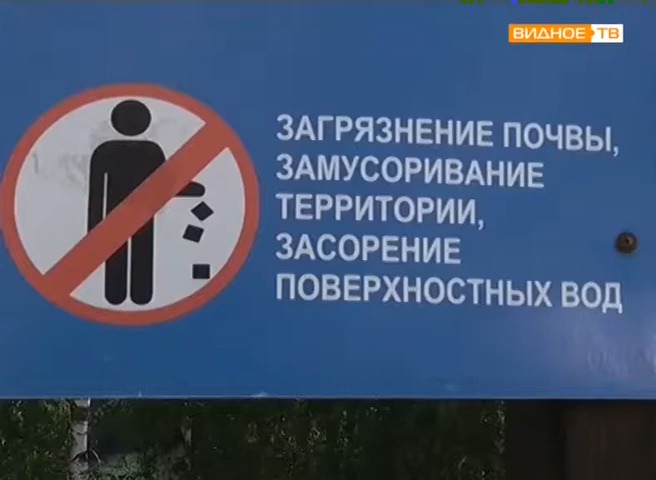 ВИДНОЕ ТВ
ЗАГРЯЗНЕНИЕ ПОЧВЫ,
ЗАМУСОРИВАНИЕ
ТЕРРИТОРИИ,
ЗАСОРЕНИЕ
ПОВЕРХНОСТНЫХ ВОД